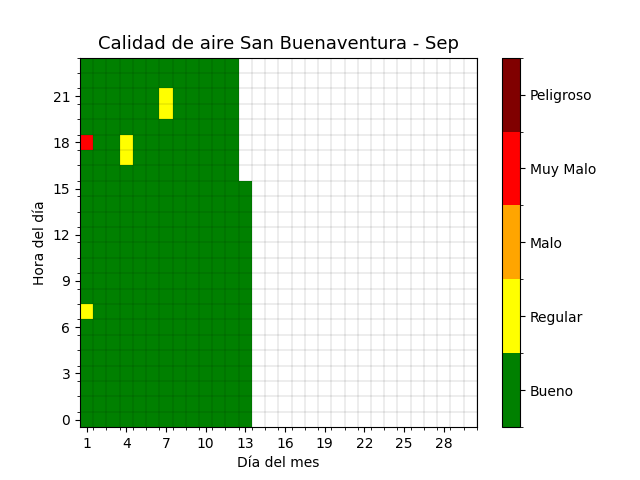 Calidad de aire San Buenaventura - Sep
Hora del día
21
18
15
12
9
6
3
0
1 4 7 10 13 16 19 22 25 28
Día del mes
Peligroso
Muy Malo
Malo
Regular
Bueno